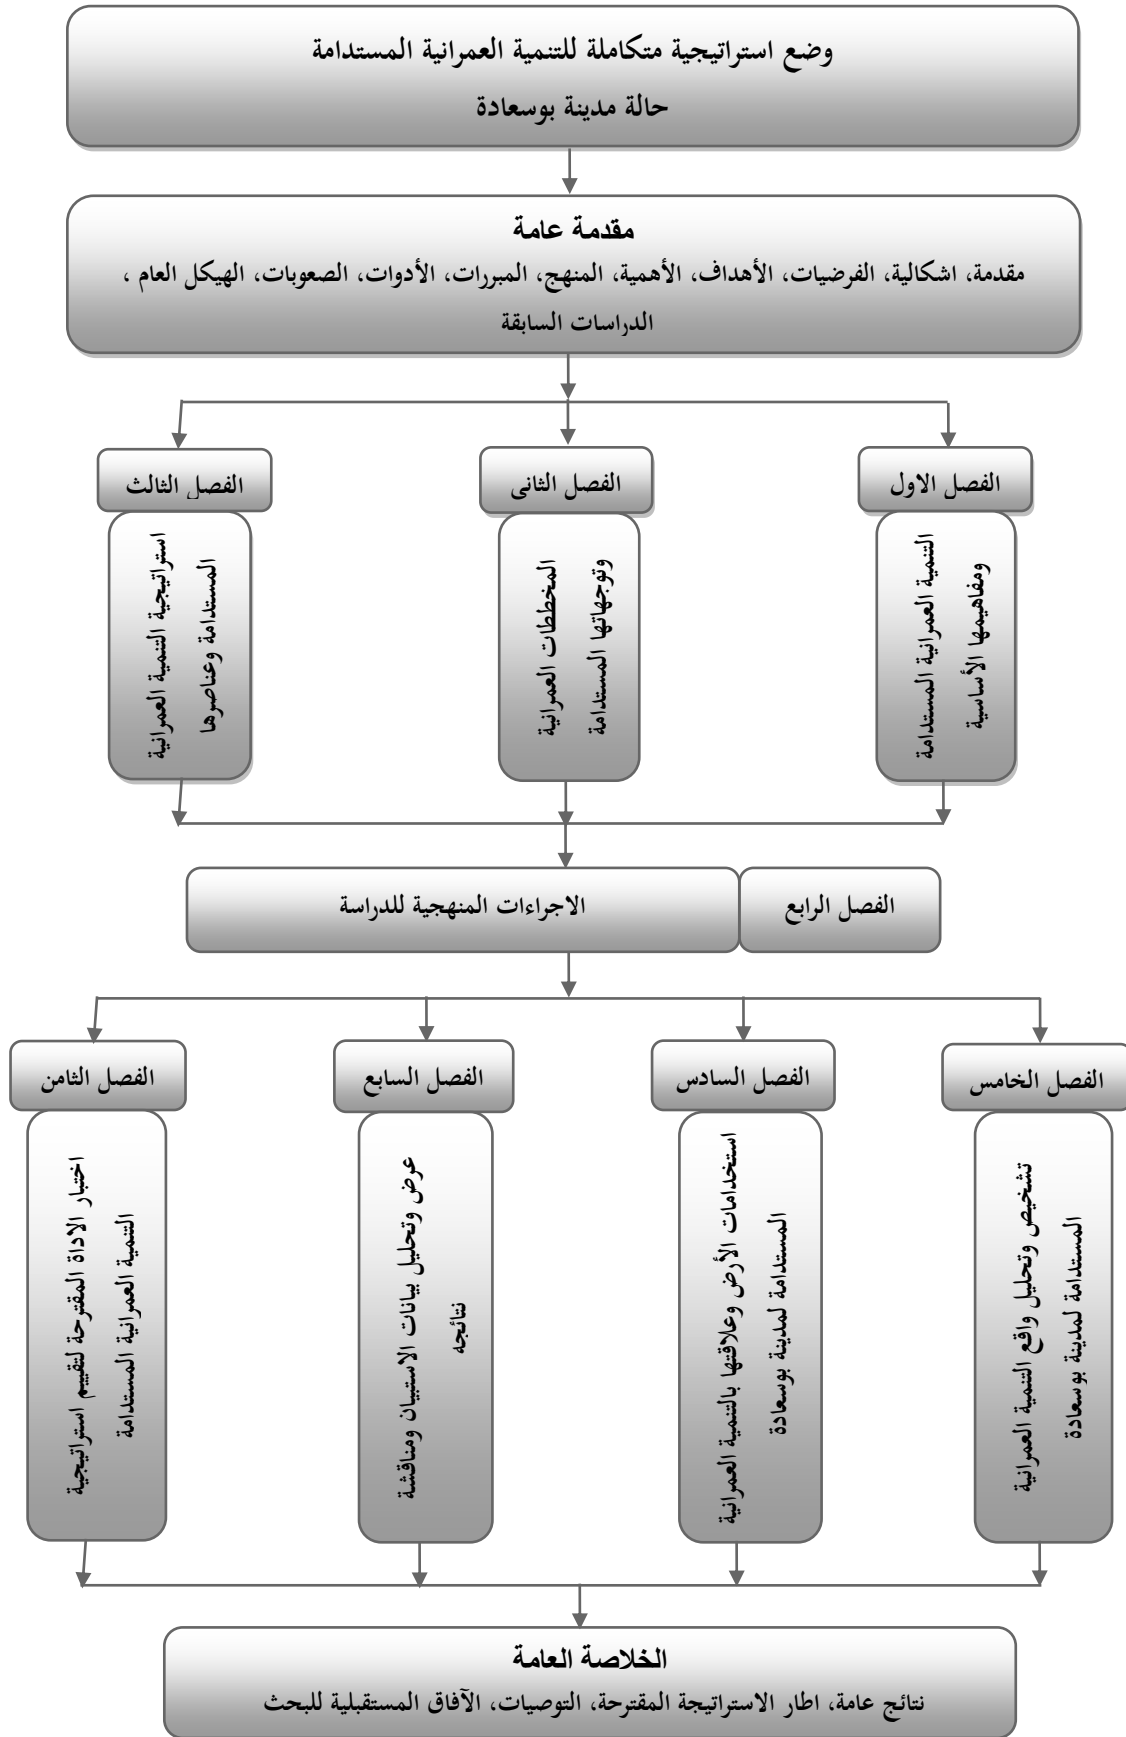 وضع استراتيجية متكاملة للتنمية العمرانية المستدامة
حالة مدينة بوسعادة
مقدمة عامة
مقدمة، اشكالية، الفرضيات، الأهداف، الأهمية، المنهج، المبررات، الأدوات، الصعوبات، الهيكل العام ،
الدراسات السابقة
الفصل الاول
التنمية العمرانية المستدامة
ومفاهيمها الأساسية
الفصل الثانى
المخططات العمرانية
وتوجهاتها المستدامة
الفصل الثالث
استراتيجية التنمية العمرانية
المستدامة وعناصرها
الفصل الرابع
الاجراءات المنهجية للدراسة
الفصل الخامس
تشخيص وتحليل واقع التنمية العمرانية
المستدامة لمدينة بوسعادة
الفصل السادس
استخدامات الأرض وعلاقتها بالتنمية العمرانية
المستدامة لمدينة بوسعادة
الفصل السابع
عرض وتحليل بيانات الاستبيان ومناقشة
نتائجه
الفصل الثامن
اختبار الاداة المقترحة لتقييم استراتيجية
التنمية العمرانية المستدامة
الخلاصة العامة
نتائج عامة، اطار الاستراتيجة المقترحة، التوصيات، الآفاق المستقبلية للبحث